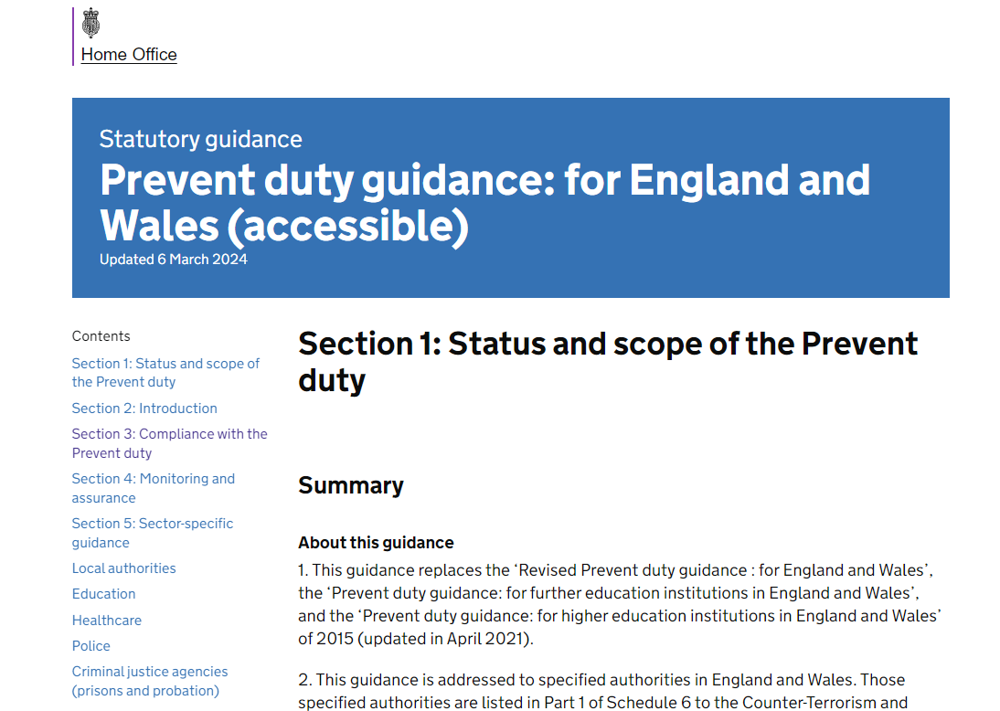 Home Office
Statutory guidance
Prevent duty guidance: for England and
Wales (accessible)
Updated 6 March 2024
Contents
Section 1: Status and scope of
the Prevent duty
Section 2: Introduction
Section 3: Compliance with the
Prevent duty
Section 4: Monitoring and
assurance
Section 5: Sector-specific
guidance
Local authorities
Education
Healthcare
Police
Criminal justice agencies
(prisons and probation)
Section 1: Status and scope of the Prevent
duty
Summary
About this guidance
1. This guidance replaces the ‘Revised Prevent duty guidance : for England and Wales’,
the ‘Prevent duty guidance: for further education institutions in England and Wales’,
and the ‘Prevent duty guidance: for higher education institutions in England and Wales’
of 2015 (updated in April 2021).
2. This guidance is addressed to specified authorities in England and Wales. Those
specified authorities are listed in Part 1 of Schedule 6 to the Counter-Terrorism and